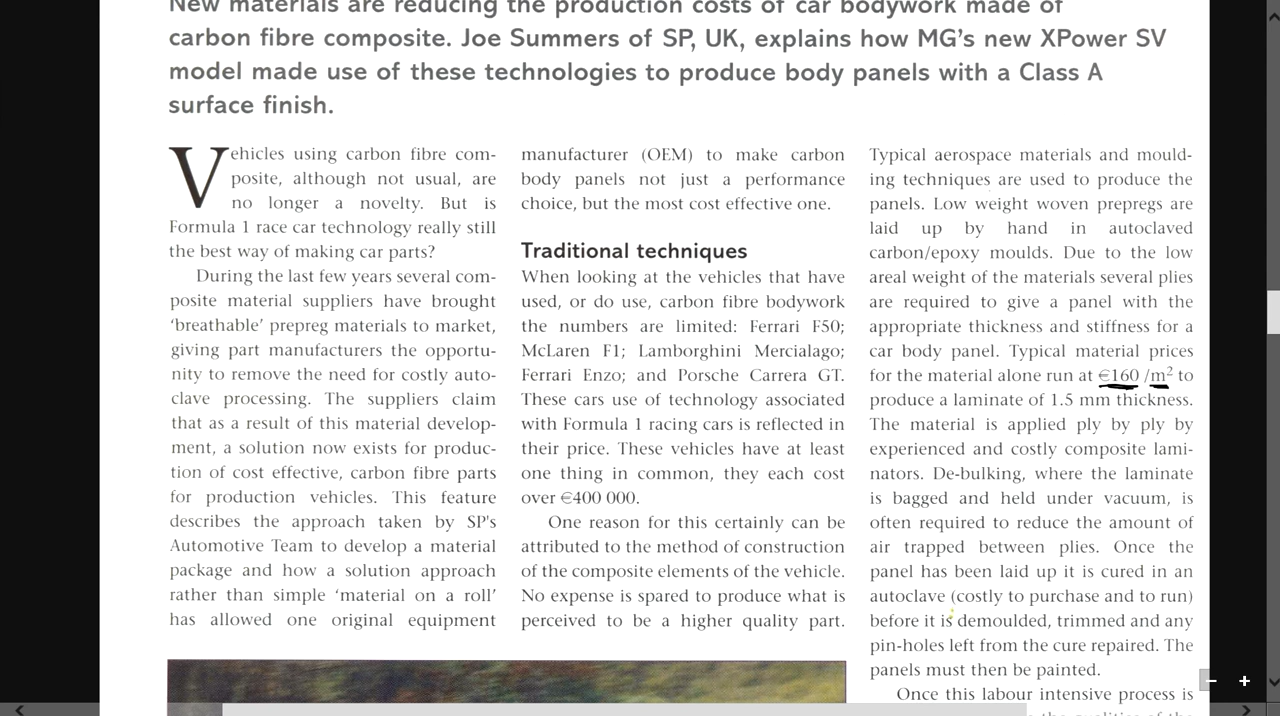 New materials are reducing the production costs of car bodywork made of
carbon fibre composite. Joe Summers of SP, UK, explains how MG's new XPower SV
model made use of these technologies to produce body panels with a Class A
surface finish.
Vehicles using carbon fibre com-
posite, although not usual, are
no longer a novelty. But is
Formula 1 race car technology really still
the best way of making car parts?
During the last few years several com-
posite material suppliers have brought
'breathable' prepreg materials to market,
giving part manufacturers the opportu-
nity to remove the need for costly auto-
clave processing. The suppliers claim
that as a result of this material develop-
ment, a solution now exists for produc-
tion of cost effective, carbon fibre parts
for production vehicles. This feature
describes the approach taken by SP's
Automotive Team to develop a material
package and how a solution approach
rather than simple 'material on a roll'
has allowed one original equipment
manufacturer (OEM) to make carbon
body panels not just a performance
choice, but the most cost effective one.
Traditional techniques
When looking at the vehicles that have
used, or do use, carbon fibre bodywork
the numbers are limited: Ferrari F50;
McLaren F1; Lamborghini Mercialago;
Ferrari Enzo; and Porsche Carrera GT.
These cars use of technology associated
with Formula 1 racing cars is reflected in
their price. These vehicles have at least
one thing in common, they each cost
over €400 000.
One reason for this certainly can be
attributed to the method of construction
of the composite elements of the vehicle.
No expense is spared to produce what is
perceived to be a higher quality part.
Typical aerospace materials and mould-
ing techniques are used to produce the
panels. Low weight woven prepregs are
laid up by hand in autoclaved
carbon/epoxy moulds. Due to the low
areal weight of the materials several plies
are required to give a panel with the
appropriate thickness and stiffness for a
car body panel. Typical material prices
for the material alone run at €160 /m² to
produce a laminate of 1.5 mm thickness.
The material is applied ply by ply by
experienced and costly composite lami-
nators. De-bulking, where the laminate
is bagged and held under vacuum, is
often required to reduce the amount of
air trapped between plies. Once the
panel has been laid up it is cured in an
autoclave (costly to purchase and to run)
before it is demoulded, trimmed and any
pin-holes left from the cure repaired. The
panels must then be painted.
Once this labour intensive process is